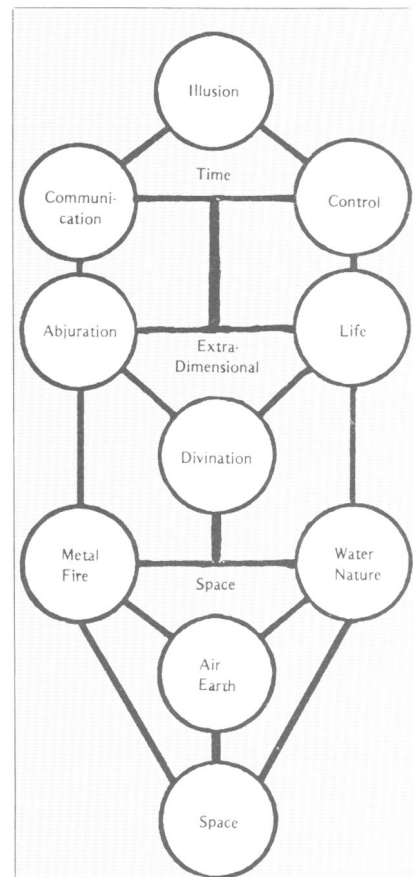 Illusion
Time
Communi-
cation
Control
Abjuration
Life
Extra-
Dimensional
Divination
Metal
Fire
Water
Nature
Space
Air
Earth
Space